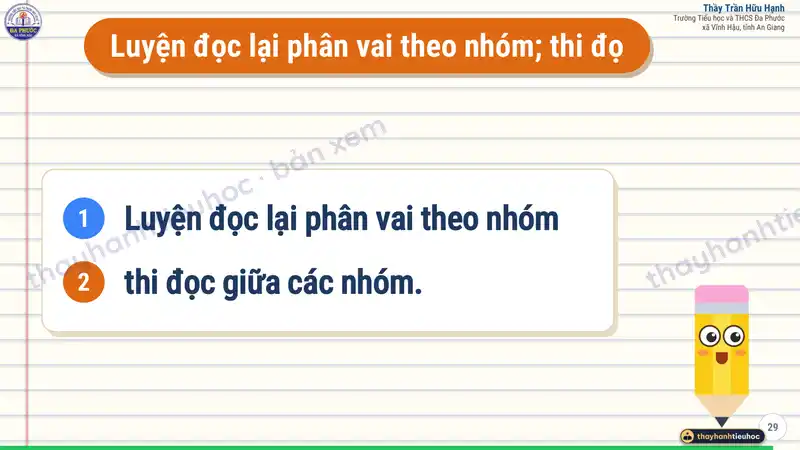 Thầy Trần Hữu Hạnh
Trường Tiểu học và THCS Đa Phước
xã Vĩnh Hậu, tỉnh An Giang
ĐA PHƯỚC
Luyện đọc lại phân vai theo nhóm; thi đọ
thayhanhtieuhoc · bản xem
1 Luyện đọc lại phân vai theo nhóm
2 thi đọc giữa các nhóm.
thayhanhtie
thayhanhtieuhoc
29